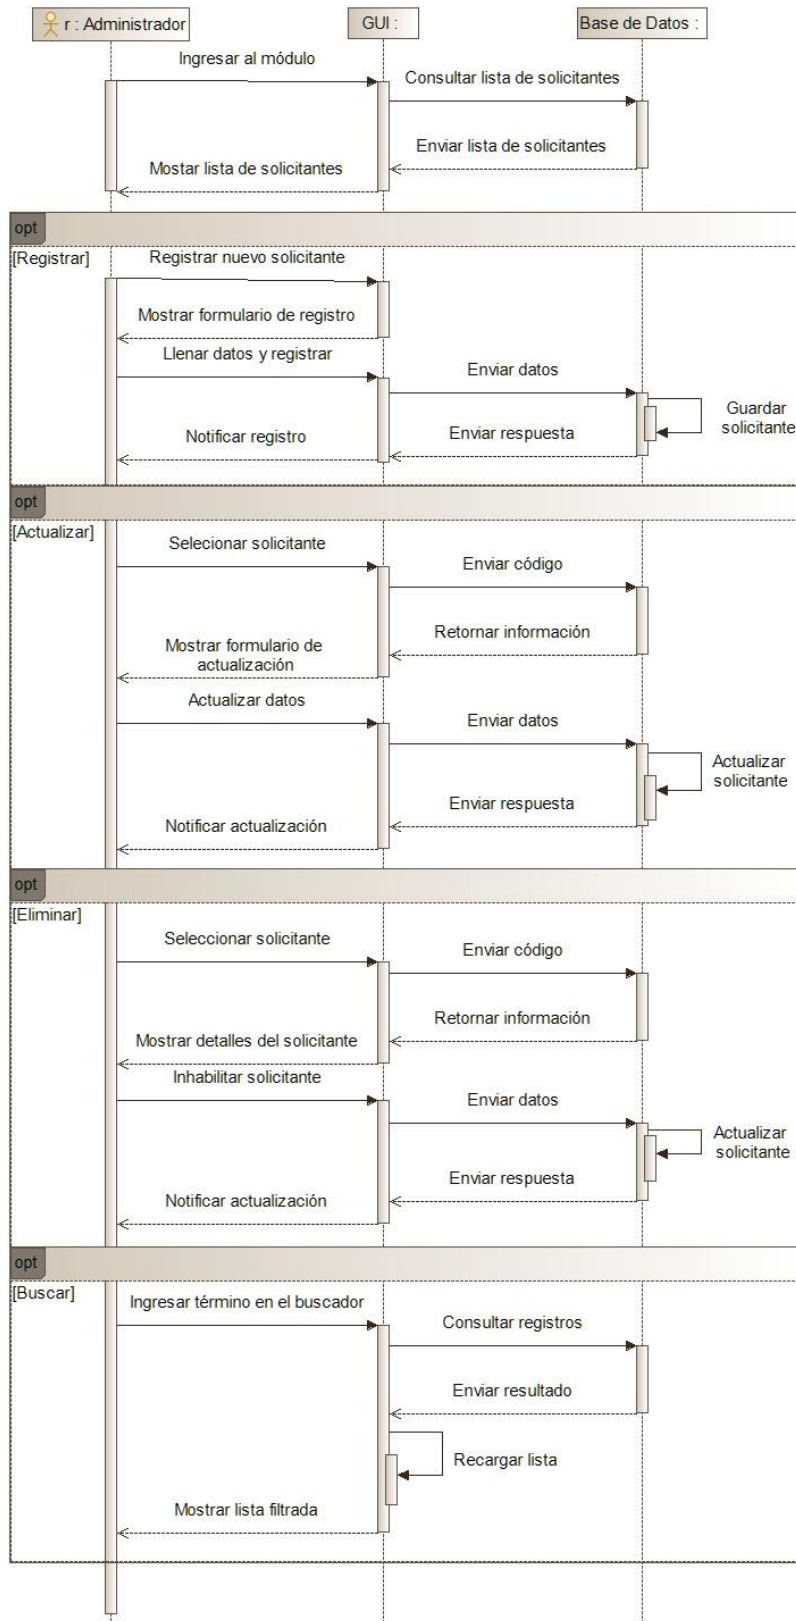 r : Administrador
GUI :
Base de Datos :
Ingresar al módulo
Consultar lista de solicitantes
Enviar lista de solicitantes
Mostar lista de solicitantes
opt
[Registrar]
Registrar nuevo solicitante
Mostrar formulario de registro
Llenar datos y registrar
Enviar datos
Guardar
solicitante
Enviar respuesta
Notificar registro
opt
[Actualizar]
Selecionar solicitante
Enviar código
Retornar información
Mostrar formulario de
actualización
Actualizar datos
Enviar datos
Actualizar
solicitante
Enviar respuesta
Notificar actualización
opt
[Eliminar]
Seleccionar solicitante
Enviar código
Retornar información
Mostrar detalles del solicitante
Inhabilitar solicitante
Enviar datos
Actualizar
solicitante
Enviar respuesta
Notificar actualización
opt
[Buscar]
Ingresar término en el buscador
Consultar registros
Enviar resultado
Recargar lista
Mostrar lista filtrada